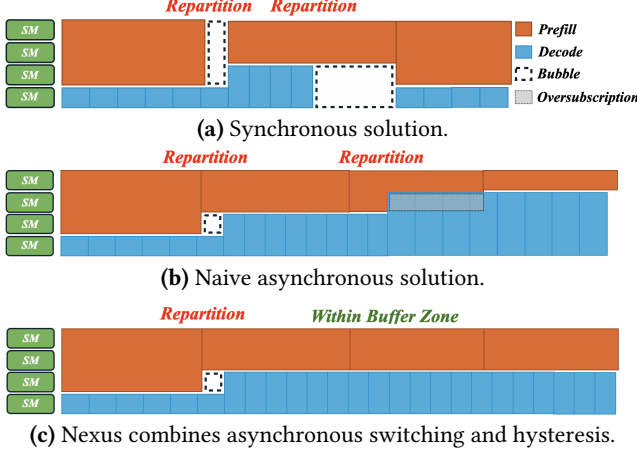 Repartition Repartition
SM
SM
SM
SM
Prefill
Decode
Bubble
Oversubscription
(a) Synchronous solution.
Repartition Repartition
SM
SM
SM
SM
(b) Naive asynchronous solution.
Repartition Within Buffer Zone
SM
SM
SM
SM
(c) Nexus combines asynchronous switching and hysteresis.